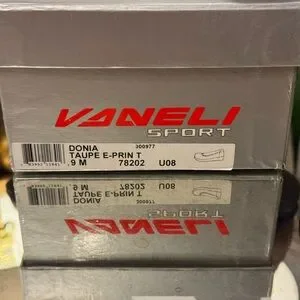 VANELI
SPORT
DONIA 300977
TAUPE E-PRIN T
9 M 78202 U08